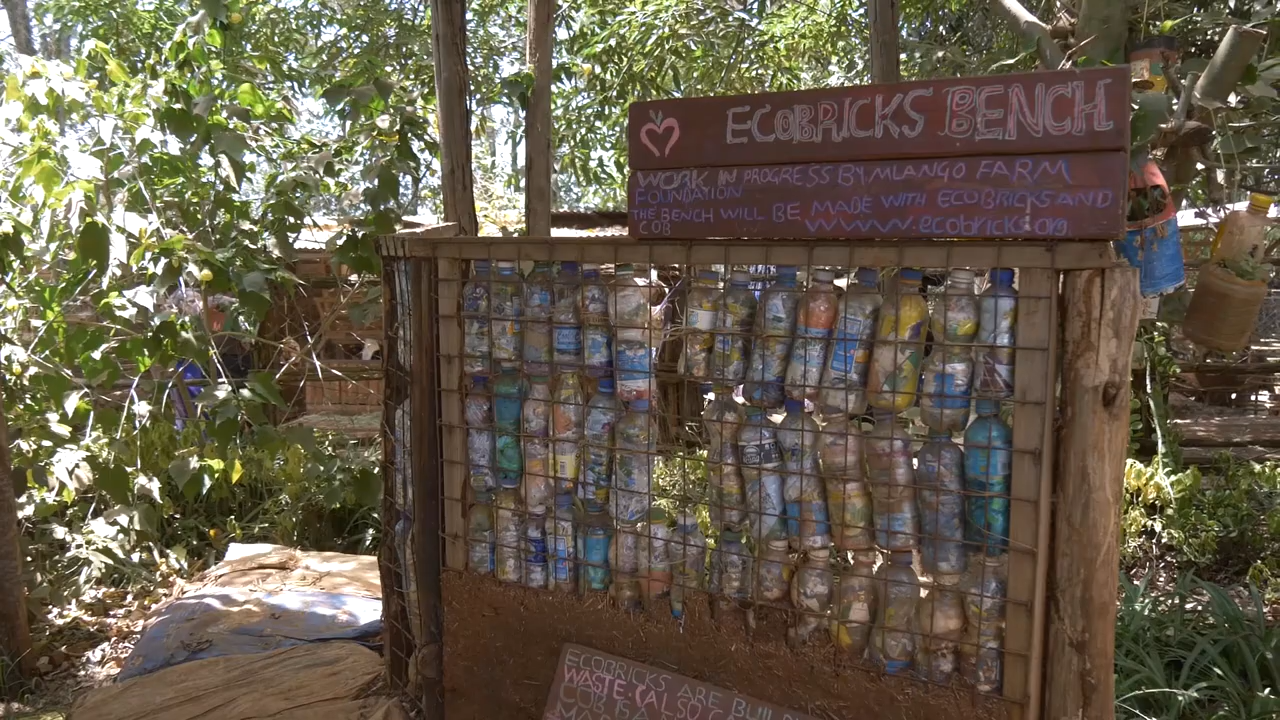 ECOBRICKS BENCH
WORK IN PROGRESS BY MLANGO FARM
FOUNDATION
THE BENCH WILL BE MADE WITH ECOBRICKS AND
COB www.ecobricks.org
ECOBRICKS ARE BUIL
WASTE. (ALSO C
COB IS A